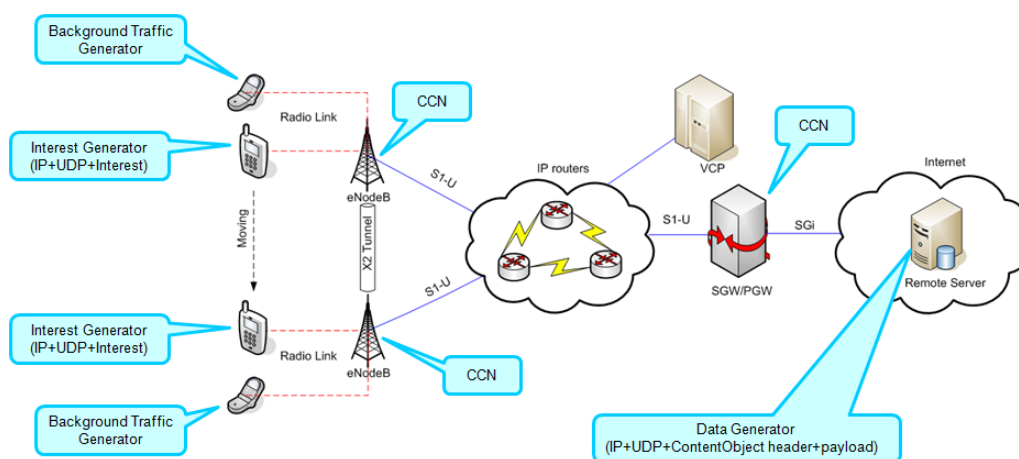 Background Traffic
Generator
CCN
Radio Link
Interest Generator
(IP+UDP+Interest)
eNodeB
S1-U
IP routers
VCP
CCN
Internet
Moving
X2 Tunnel
S1-U
SGi
SGW/PGW
Remote Server
S1-U
Interest Generator
(IP+UDP+Interest)
Radio Link
eNodeB
CCN
Background Traffic
Generator
Data Generator
(IP+UDP+ContentObject header+payload)